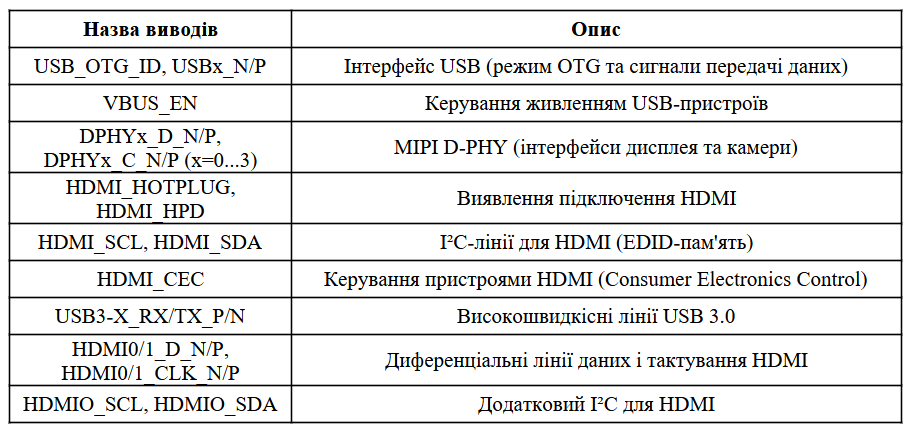 Назва виводів
Опис
USB_OTG_ID, USBx_N/P
Інтерфейс USB (режим OTG та сигнали передачі даних)
VBUS_EN
Керування живленням USB-пристроїв
DPHYx_D_N/P,
DPHYx_C_N/P (x=0...3)
MIPI D-PHY (інтерфейси дисплея та камери)
HDMI_HOTPLUG,
HDMI_HPD
Виявлення підключення HDMI
HDMI_SCL, HDMI_SDA
I²C-лінії для HDMI (EDID-пам'ять)
HDMI_CEC
Керування пристроями HDMI (Consumer Electronics Control)
USB3-X_RX/TX_P/N
Високошвидкісні лінії USB 3.0
HDMI0/1_D_N/P,
HDMI0/1_CLK_N/P
Диференціальні лінії даних і тактування HDMI
HDMIO_SCL, HDMIO_SDA
Додатковий I²C для HDMI